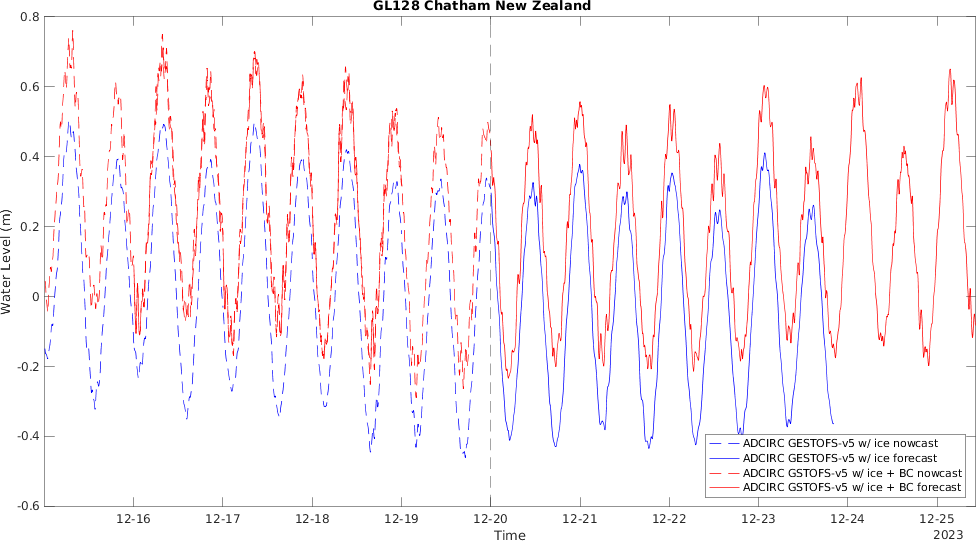 GL128 Chatham New Zealand
0.8
0.6
0.4
0.2
0
-0.2
-0.4
-0.6
Water Level (m)
ADCIRC GESTOFS-v5 w/ ice nowcast
ADCIRC GESTOFS-v5 w/ ice forecast
ADCIRC GSTOFS-v5 w/ ice + BC nowcast
ADCIRC GSTOFS-v5 w/ ice + BC forecast
12-16 12-17 12-18 12-19 12-20 12-21 12-22 12-23 12-24 12-25
Time
2023